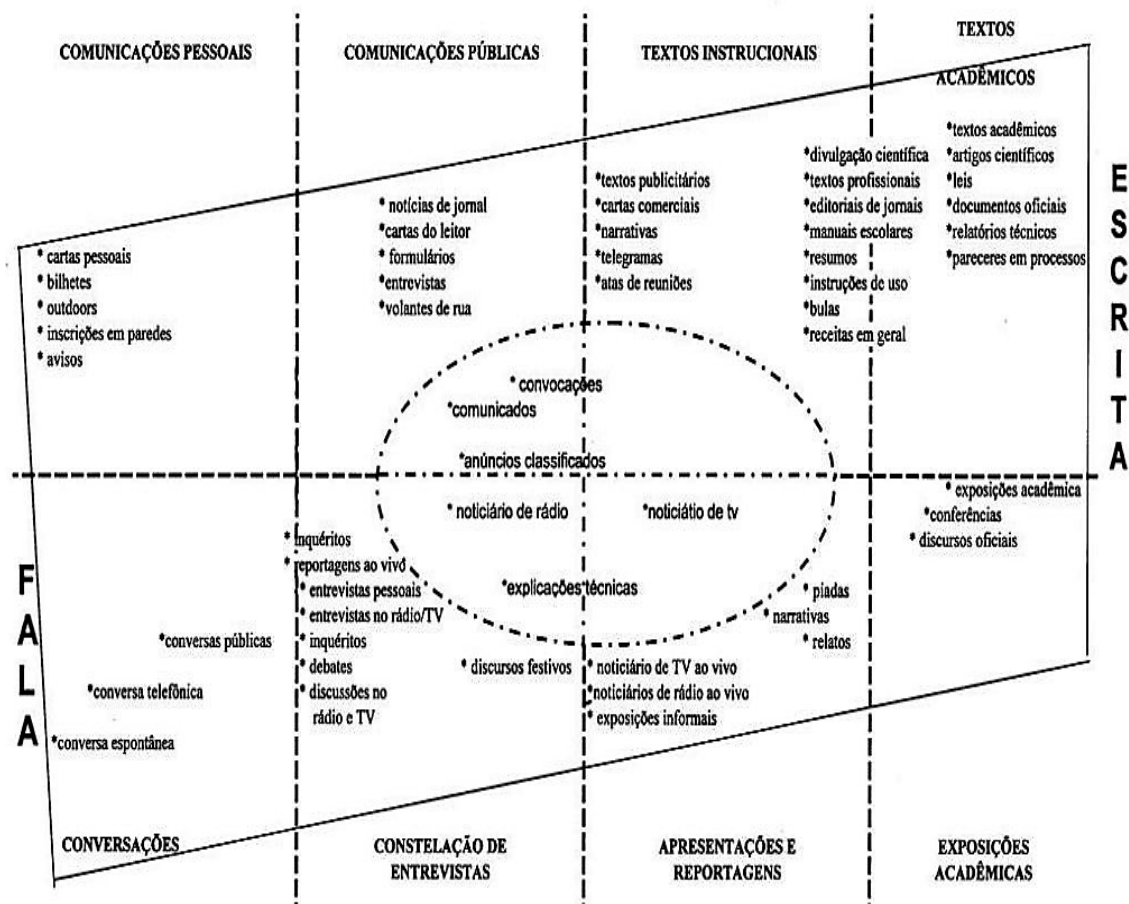 COMUNICAÇÕES PESSOAIS
COMUNICAÇÕES PÚBLICAS
TEXTOS INSTRUCIONAIS
TEXTOS
ACADÊMICOS
* cartas pessoais
* bilhetes
* outdoors
* inscrições em paredes
* avisos
* notícias de jornal
*cartas do leitor
* formulários
*entrevistas
* volantes de rua
*textos publicitários
*cartas comerciais
*narrativas
*telegramas
*atas de reuniões
*divulgação científica
*textos profissionais
*editoriais de jornais
*manuais escolares
*resumos
*instruções de uso
*bulas
*receitas em geral
*textos acadêmicos
*artigos científicos
*leis
*documentos oficiais
*relatórios técnicos
*pareceres em processos
ESCRITA
*convocações
*comunicados
*anúncios classificados
*noticiário de rádio
*noticiátio de tv
*explicações técnicas
* exposições acadêmica
*conferências
* discursos oficiais
FALA
*conversas públicas
*conversa telefônica
*conversa espontânea
* inquéritos
* reportagens ao vivo
* entrevistas pessoais
* entrevistas no rádio/TV
* inquéritos
* debates
* discussões no
rádio e TV
* discursos festivos
* noticiário de TV ao vivo
*noticiários de rádio ao vivo
* exposições informais
* piadas
* narrativas
* relatos
CONVERSAÇÕES
CONSTELAÇÃO DE
ENTREVISTAS
APRESENTAÇÕES E
REPORTAGENS
EXPOSIÇÕES
ACADÊMICAS